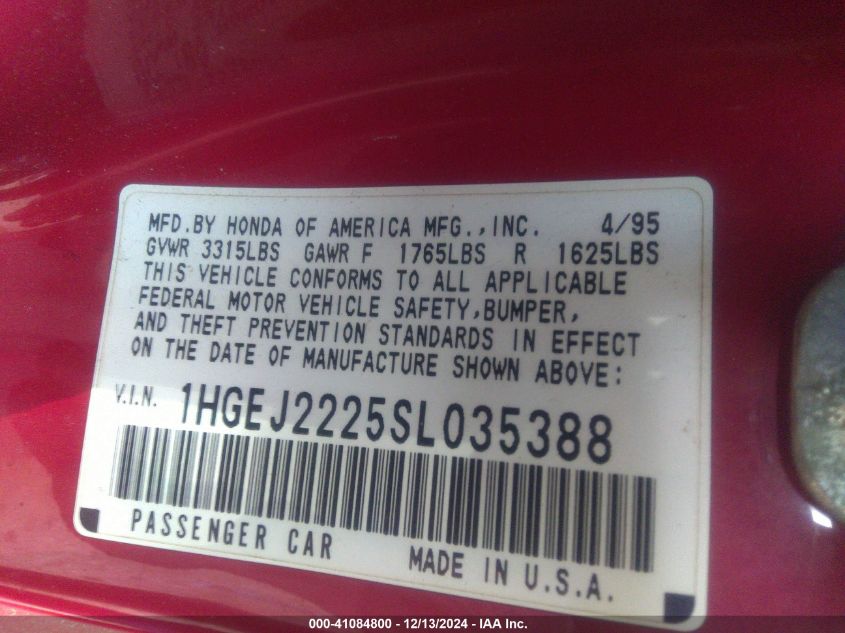 MFD.BY HONDA OF AMERICA MFG.,INC. 4/95
GVWR 3315LBS GAWR F 1765LBS R 1625LBS
THIS VEHICLE CONFORMS TO ALL APPLICABLE
FEDERAL MOTOR VEHICLE SAFETY,BUMPER,
AND THEFT PREVENTION STANDARDS IN EFFECT
ON THE DATE OF MANUFACTURE SHOWN ABOVE:
V.I.N. 1HGEJ2225SL035388
PASSENGER CAR MADE IN U.S.A.
000-41084800 - 12/13/2024 - IAA Inc.